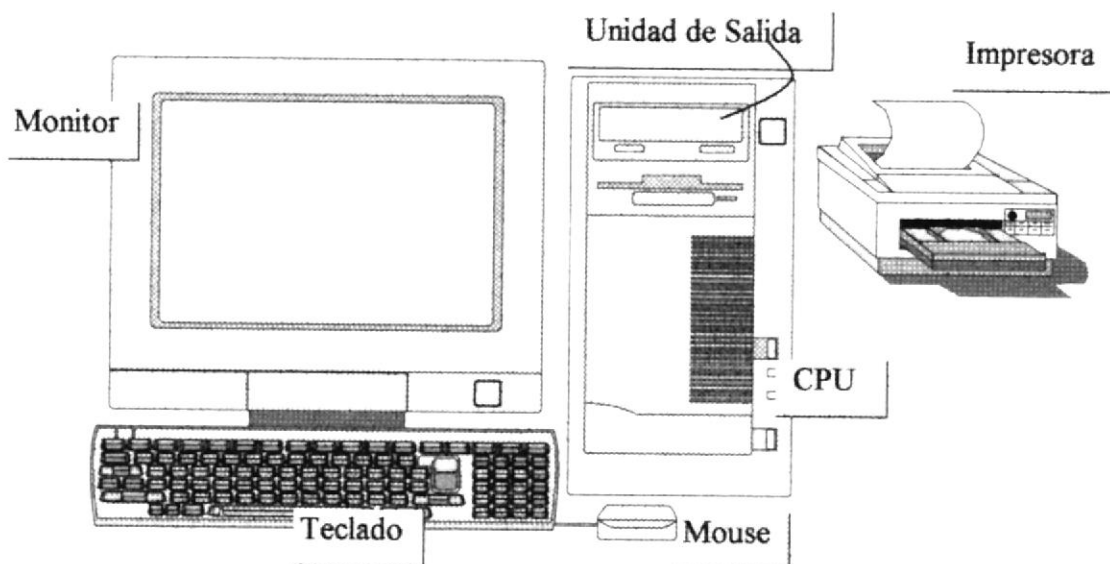 Unidad de Salida
Impresora
Monitor
CPU
Teclado
Mouse